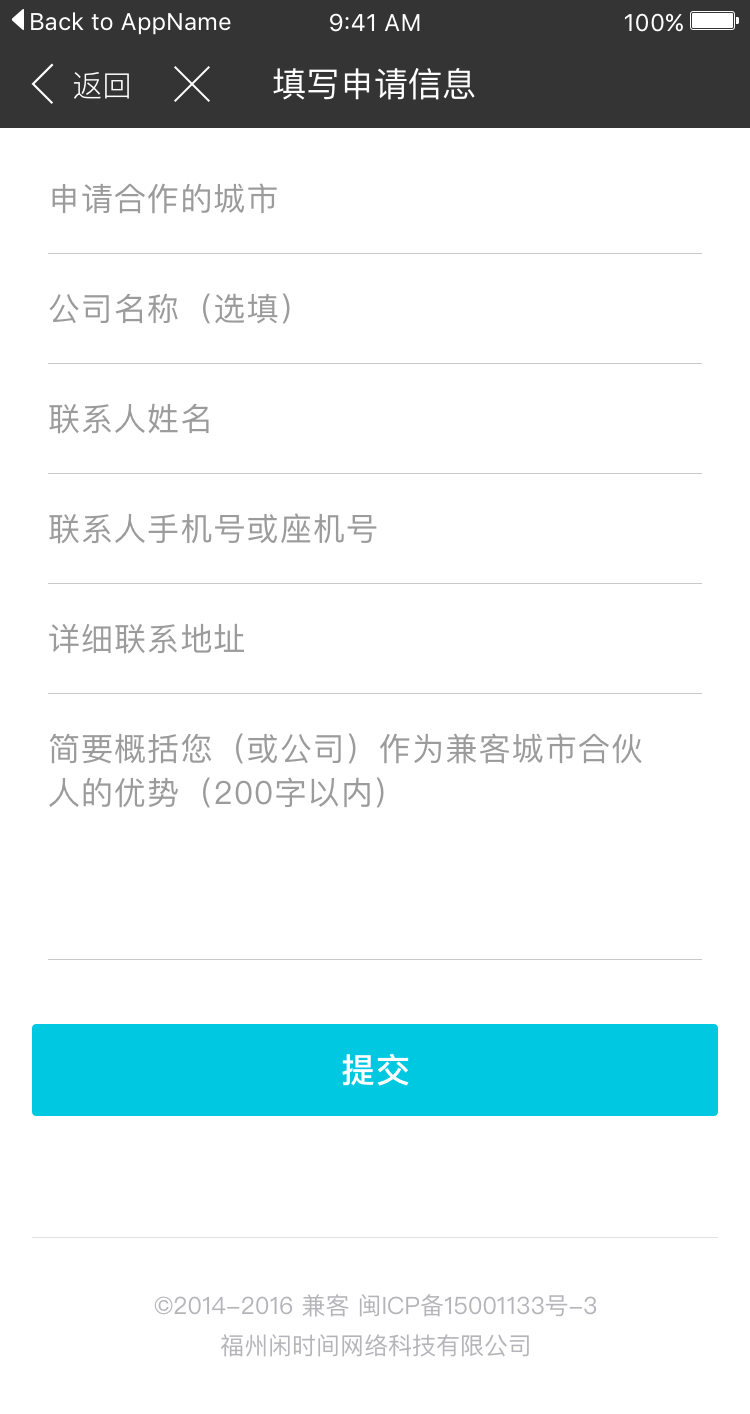 Back to AppName 9:41 AM 100%
返回 填写申请信息
申请合作的城市
公司名称（选填）
联系人姓名
联系人手机号或座机号
详细联系地址
简要概括您（或公司）作为兼客城市合伙
人的优势（200字以内）
提交
©2014-2016 兼客 闽ICP备15001133号-3
福州闲时间网络科技有限公司